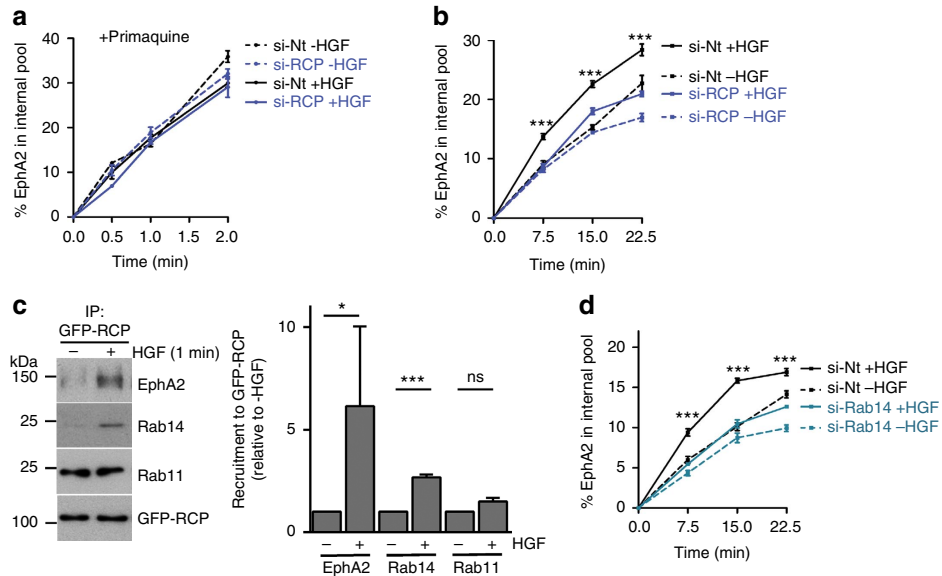 a
+Primaquine
% EphA2 in internal pool
40
30
20
10
0
0.0 0.5 1.0 1.5 2.0
Time (min)
si-Nt -HGF
si-RCP -HGF
si-Nt +HGF
si-RCP +HGF
b
% EphA2 in internal pool
30
20
10
0
*** *** ***
0.0 7.5 15.0 22.5
Time (min)
si-Nt +HGF
si-Nt –HGF
si-RCP +HGF
si-RCP –HGF
c
IP:
GFP-RCP
kDa – + HGF (1 min)
150 EphA2
25 Rab14
25 Rab11
100 GFP-RCP
Recruitment to GFP-RCP
(relative to -HGF)
10
5
0
* *** ns
– + – + – + HGF
EphA2 Rab14 Rab11
d
% EphA2 in internal pool
20
15
10
5
0
*** *** ***
0.0 7.5 15.0 22.5
Time (min)
si-Nt +HGF
si-Nt –HGF
si-Rab14 +HGF
si-Rab14 –HGF